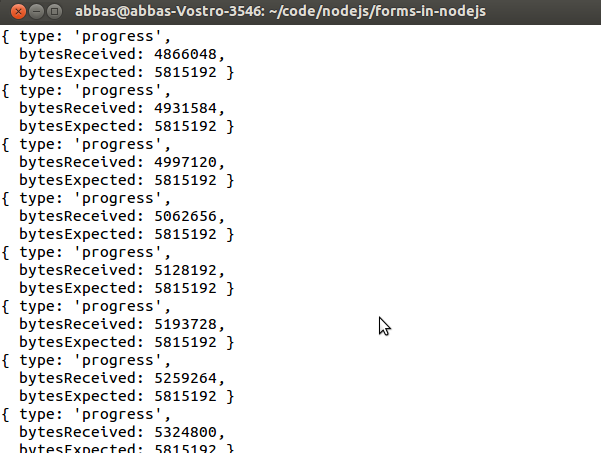 abbas@abbas-Vostro-3546: ~/code/nodejs/forms-in-nodejs
{ type: 'progress',
  bytesReceived: 4866048,
  bytesExpected: 5815192 }
{ type: 'progress',
  bytesReceived: 4931584,
  bytesExpected: 5815192 }
{ type: 'progress',
  bytesReceived: 4997120,
  bytesExpected: 5815192 }
{ type: 'progress',
  bytesReceived: 5062656,
  bytesExpected: 5815192 }
{ type: 'progress',
  bytesReceived: 5128192,
  bytesExpected: 5815192 }
{ type: 'progress',
  bytesReceived: 5193728,
  bytesExpected: 5815192 }
{ type: 'progress',
  bytesReceived: 5259264,
  bytesExpected: 5815192 }
{ type: 'progress',
  bytesReceived: 5324800,
  bytesExpected: 5815192 }